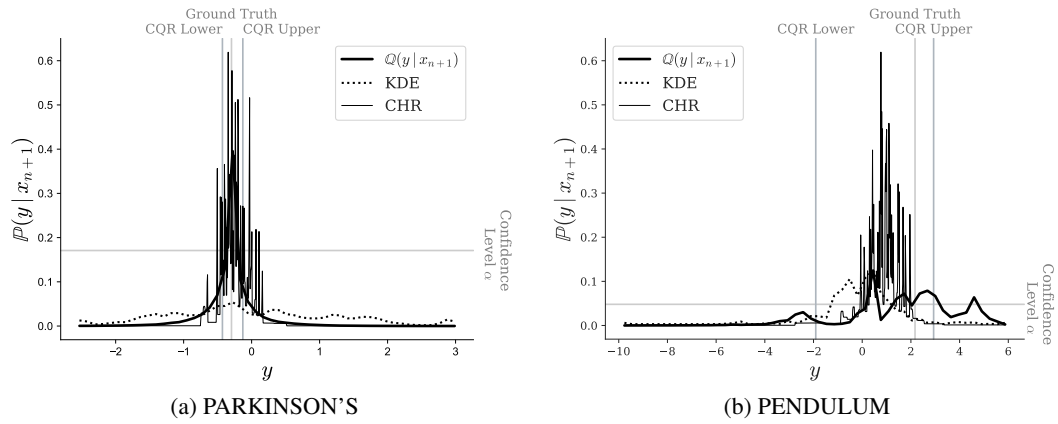 Ground Truth
CQR Lower
CQR Upper
ℙ(y | x_{n+1})
0.6
0.5
0.4
0.3
0.2
0.1
0.0
ℚ(y | x_{n+1})
KDE
CHR
Confidence
Level α
−2
−1
0
1
2
3
y
(a) PARKINSON'S
Ground Truth
CQR Lower
CQR Upper
ℙ(y | x_{n+1})
0.6
0.5
0.4
0.3
0.2
0.1
0.0
ℚ(y | x_{n+1})
KDE
CHR
Confidence
Level α
−10
−8
−6
−4
−2
0
2
4
6
y
(b) PENDULUM